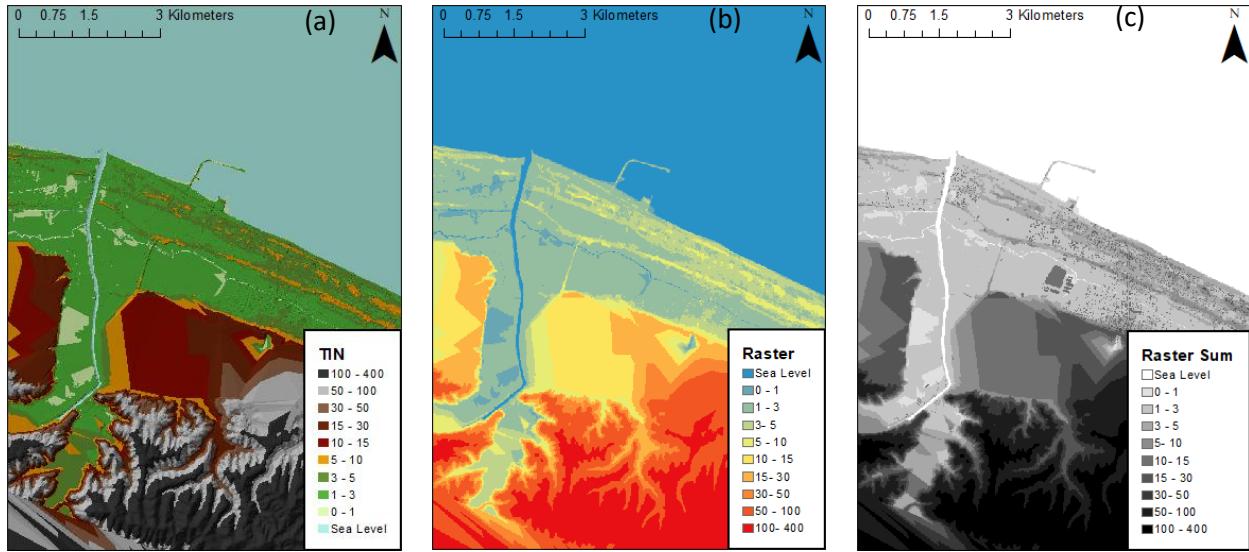 0 0.75 1.5 3 Kilometers
(a)
N
TIN
100 - 400
50 - 100
30 - 50
15 - 30
10 - 15
5 - 10
3 - 5
1 - 3
0 - 1
Sea Level
0 0.75 1.5 3 Kilometers
(b)
N
Raster
Sea Level
0 - 1
1 - 3
3- 5
5 - 10
10 - 15
15- 30
30- 50
50 - 100
100- 400
0 0.75 1.5 3 Kilometers
(c)
N
Raster Sum
Sea Level
0 - 1
1 - 3
3 - 5
5 - 10
10- 15
15 - 30
30- 50
50 - 100
100 - 400